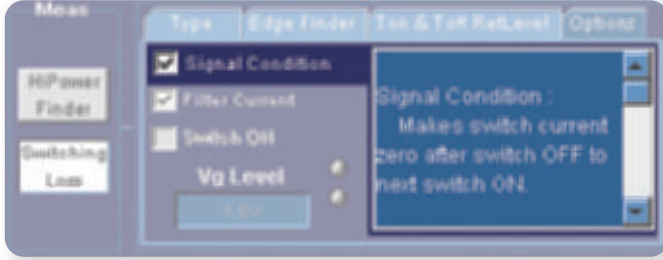 Meas
Type
Edge Finder
Ton & Toff RefLevel
Options
HiPower
Finder
Switching
Loss
Signal Condition
Filter Current
Switch Off
Vg Level
Signal Condition :
Makes switch current
zero after switch OFF to
next switch ON.